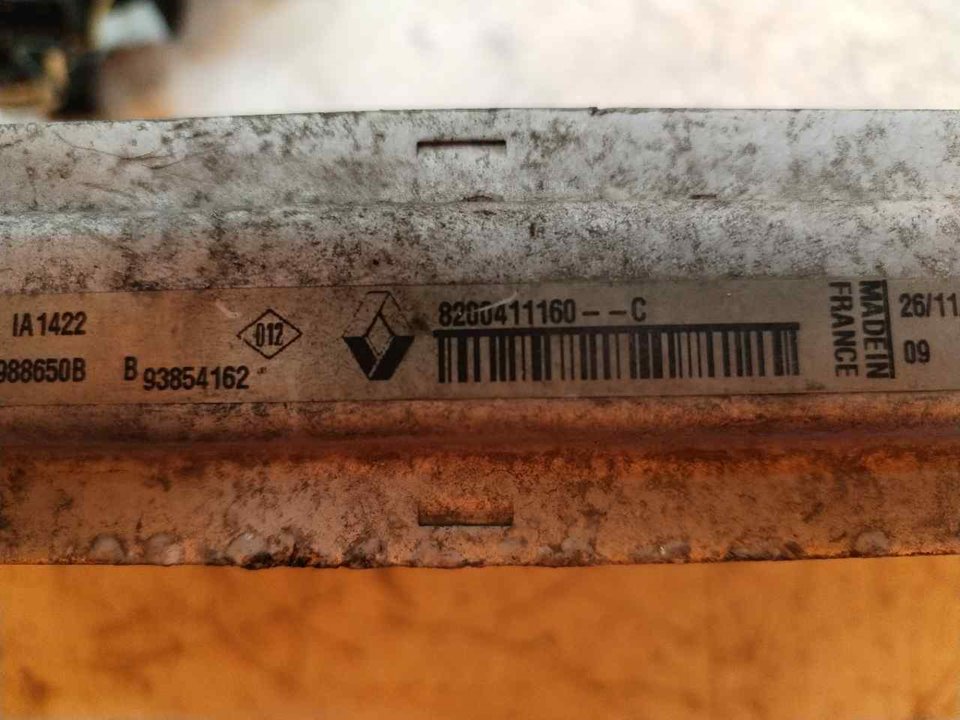 IA1422
988650B
B 93854162
012
8200411160--C
MADE IN
FRANCE
26/11
09